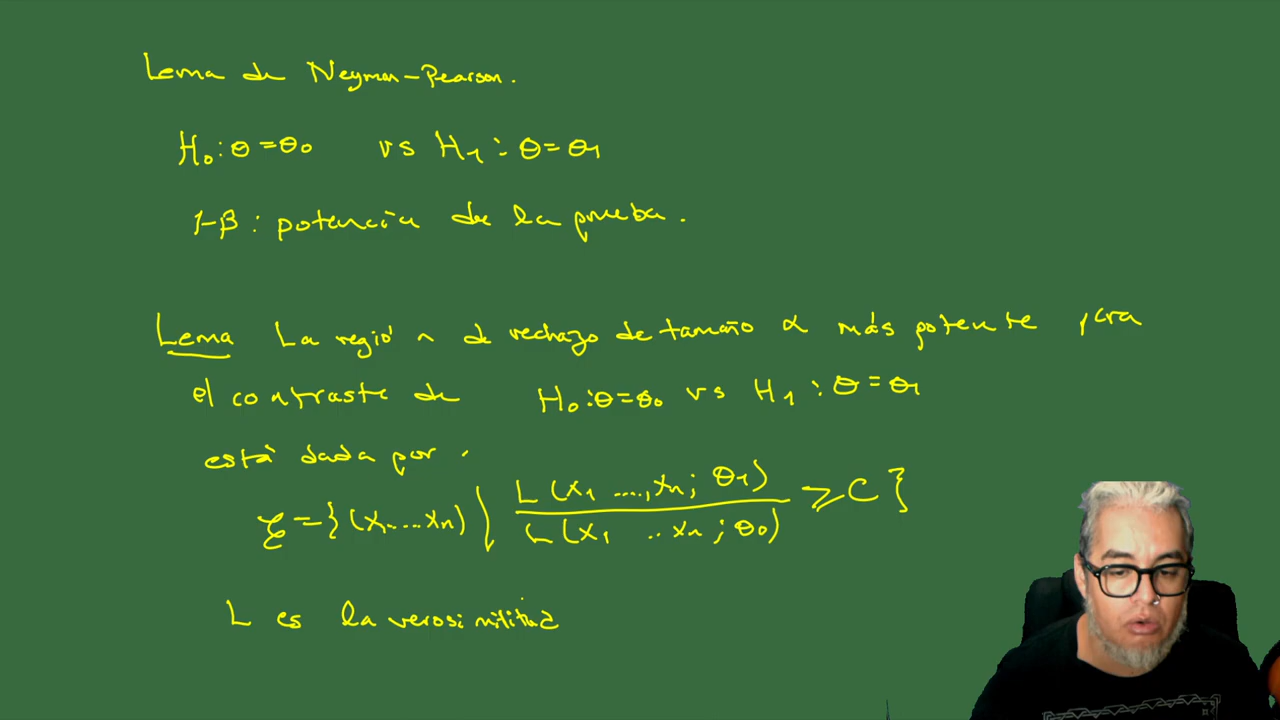 Lema de Neyman-Pearson.
H₀: θ=θ₀ vs H₁: θ=θ₁
1-β: potencia de la prueba.
Lema La región de rechazo de tamaño α más potente para
el contraste de H₀:θ=θ₀ vs H₁: θ=θ₁
está dada por
𝒞={(x₁...xₙ) | L(x₁ ....,xₙ; θ₁) / L(x₁ .. xₙ; θ₀) ≥ C}
L es la verosimilitud